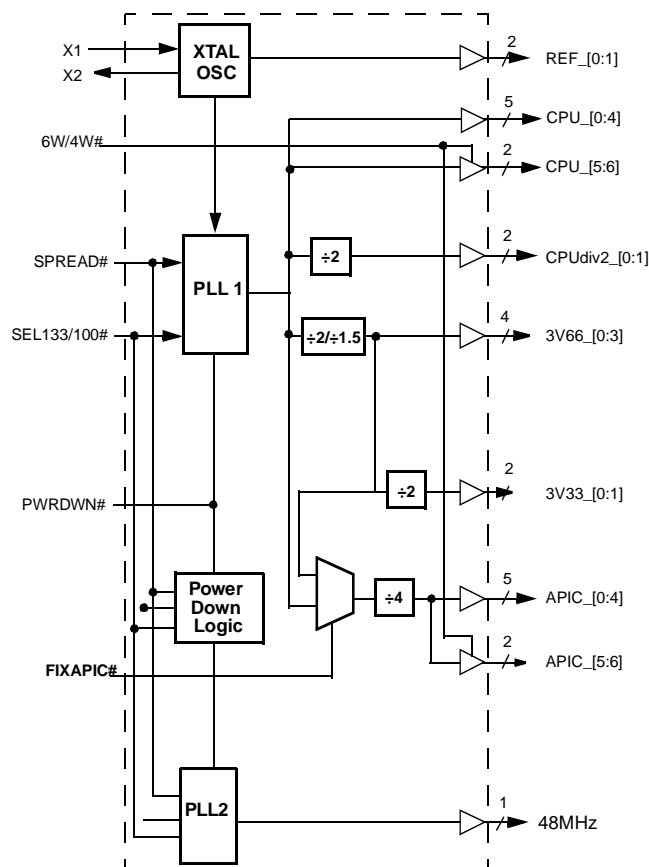 X1
X2
XTAL
OSC
2
REF_[0:1]
5
CPU_[0:4]
6W/4W#
2
CPU_[5:6]
SPREAD#
PLL 1
÷2
2
CPUdiv2_[0:1]
SEL133/100#
÷2/÷1.5
4
3V66_[0:3]
PWRDWN#
÷2
2
3V33_[0:1]
Power
Down
Logic
÷4
5
APIC_[0:4]
FIXAPIC#
2
APIC_[5:6]
PLL2
1
48MHz